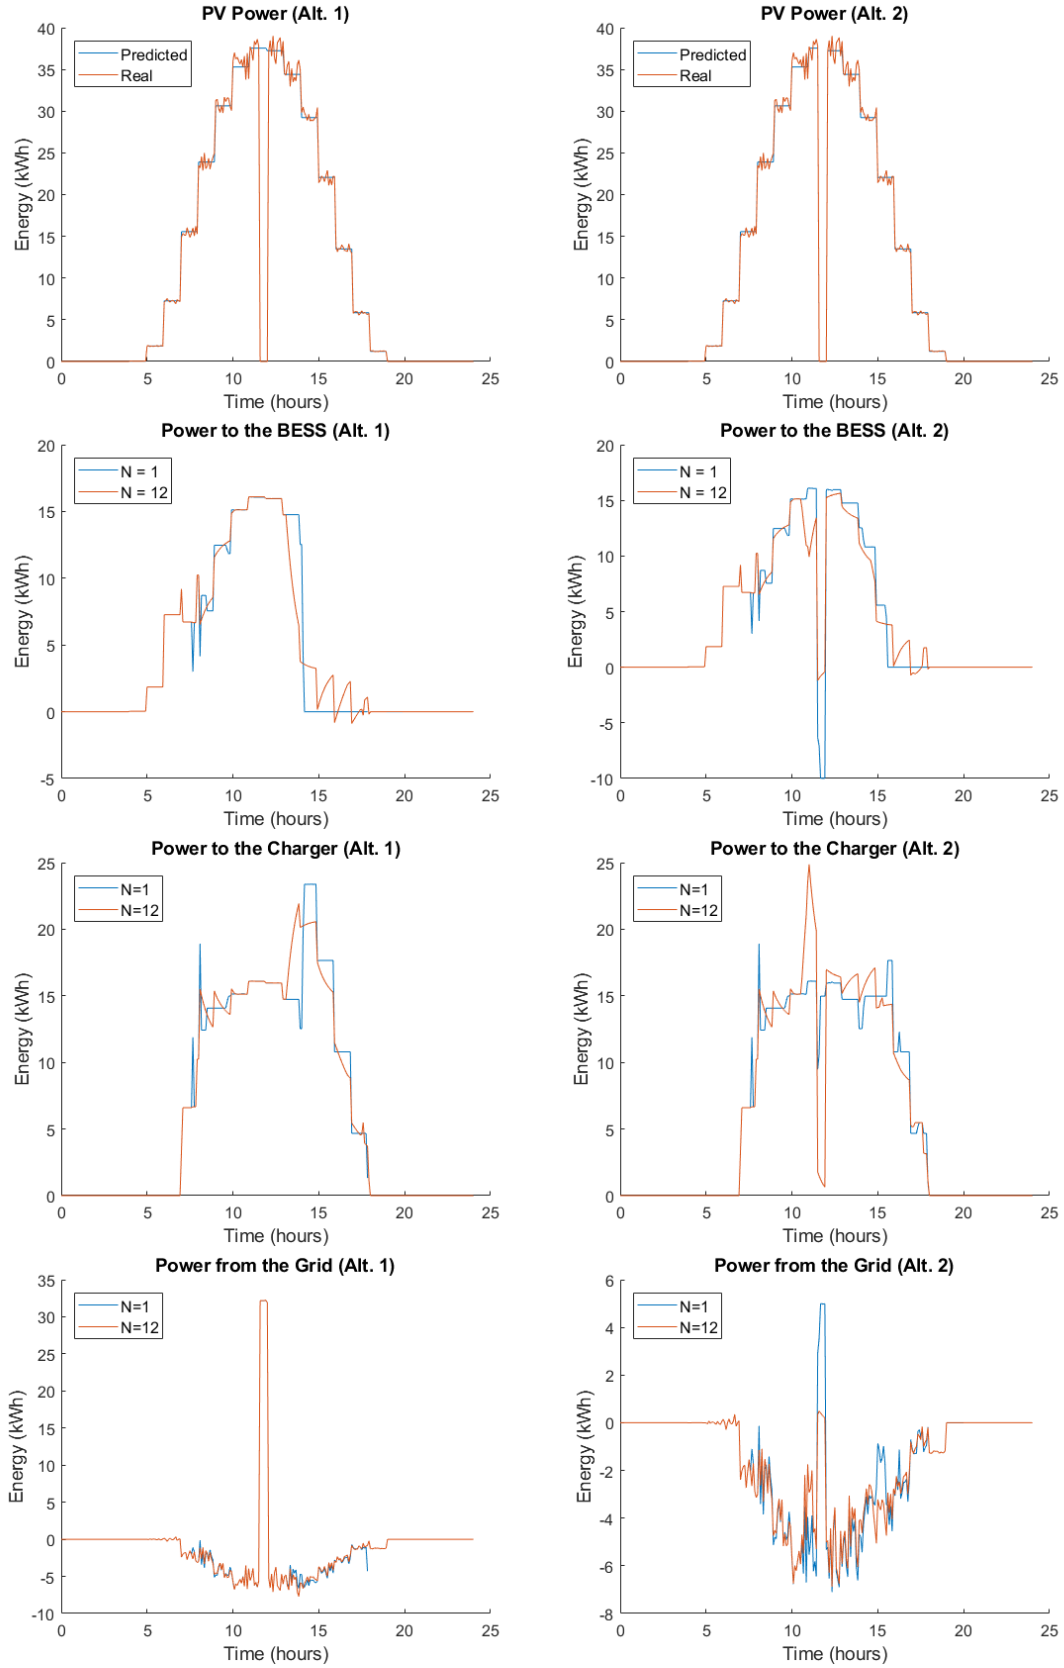 PV Power (Alt. 1)
40
35
30
25
20
15
10
5
0
Energy (kWh)
Predicted
Real
0 5 10 15 20 25
Time (hours)
PV Power (Alt. 2)
40
35
30
25
20
15
10
5
0
Energy (kWh)
Predicted
Real
0 5 10 15 20 25
Time (hours)
Power to the BESS (Alt. 1)
20
15
10
5
0
-5
Energy (kWh)
N = 1
N = 12
0 5 10 15 20 25
Time (hours)
Power to the BESS (Alt. 2)
20
15
10
5
0
-5
-10
Energy (kWh)
N = 1
N = 12
0 5 10 15 20 25
Time (hours)
Power to the Charger (Alt. 1)
25
20
15
10
5
0
Energy (kWh)
N=1
N=12
0 5 10 15 20 25
Time (hours)
Power to the Charger (Alt. 2)
25
20
15
10
5
0
Energy (kWh)
N=1
N=12
0 5 10 15 20 25
Time (hours)
Power from the Grid (Alt. 1)
35
30
25
20
15
10
5
0
-5
-10
Energy (kWh)
N=1
N=12
0 5 10 15 20 25
Time (hours)
Power from the Grid (Alt. 2)
6
4
2
0
-2
-4
-6
-8
Energy (kWh)
N=1
N=12
0 5 10 15 20 25
Time (hours)